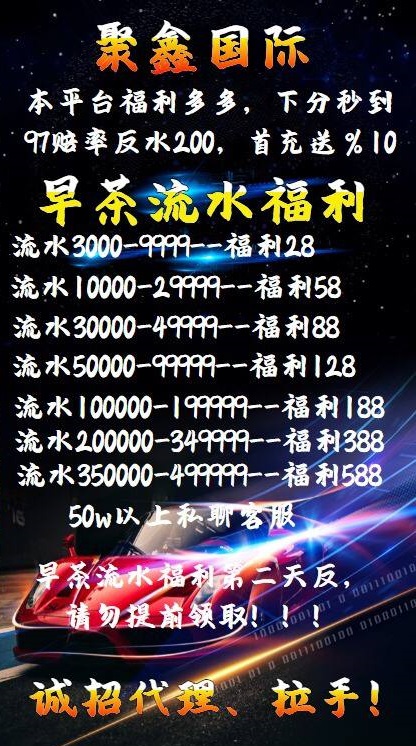 聚鑫国际
本平台福利多多，下分秒到
97赔率反水200，首充送％10
早茶流水福利
流水3000-9999--福利28
流水10000-29999--福利58
流水30000-49999--福利88
流水50000-99999--福利128
流水100000-199999--福利188
流水200000-349999--福利388
流水350000-499999--福利588
50w以上私聊客服
早茶流水福利第二天反，
请勿提前领取！！！
诚招代理、拉手！